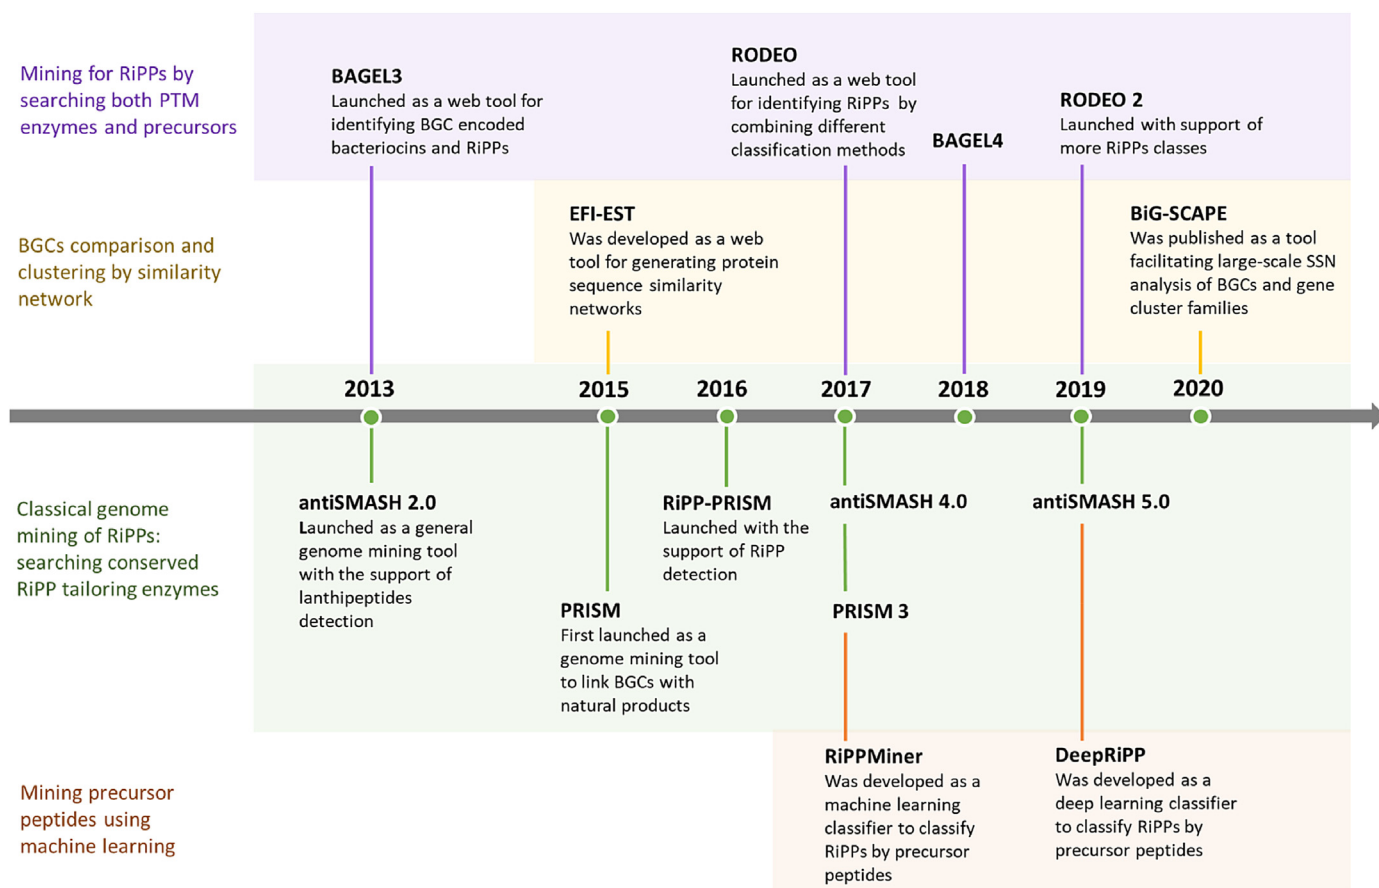 Mining for RiPPs by
searching both PTM
enzymes and precursors
BAGEL3
Launched as a web tool for
identifying BGC encoded
bacteriocins and RiPPs
RODEO
Launched as a web tool
for identifying RiPPs by
combining different
classification methods
BAGEL4
RODEO 2
Launched with support of
more RiPPs classes
BGCs comparison and
clustering by similarity
network
EFI-EST
Was developed as a web
tool for generating protein
sequence similarity
networks
BiG-SCAPE
Was published as a tool
facilitating large-scale SSN
analysis of BGCs and gene
cluster families
2013
2015
2016
2017
2018
2019
2020
Classical genome
mining of RiPPs:
searching conserved
RiPP tailoring enzymes
antiSMASH 2.0
Launched as a general
genome mining tool
with the support of
lanthipeptides
detection
PRISM
First launched as a
genome mining tool
to link BGCs with
natural products
RiPP-PRISM
Launched with the
support of RiPP
detection
antiSMASH 4.0
PRISM 3
antiSMASH 5.0
Mining precursor
peptides using
machine learning
RiPPMiner
Was developed as a
machine learning
classifier to classify
RiPPs by precursor
peptides
DeepRiPP
Was developed as a
deep learning classifier
to classify RiPPs by
precursor peptides